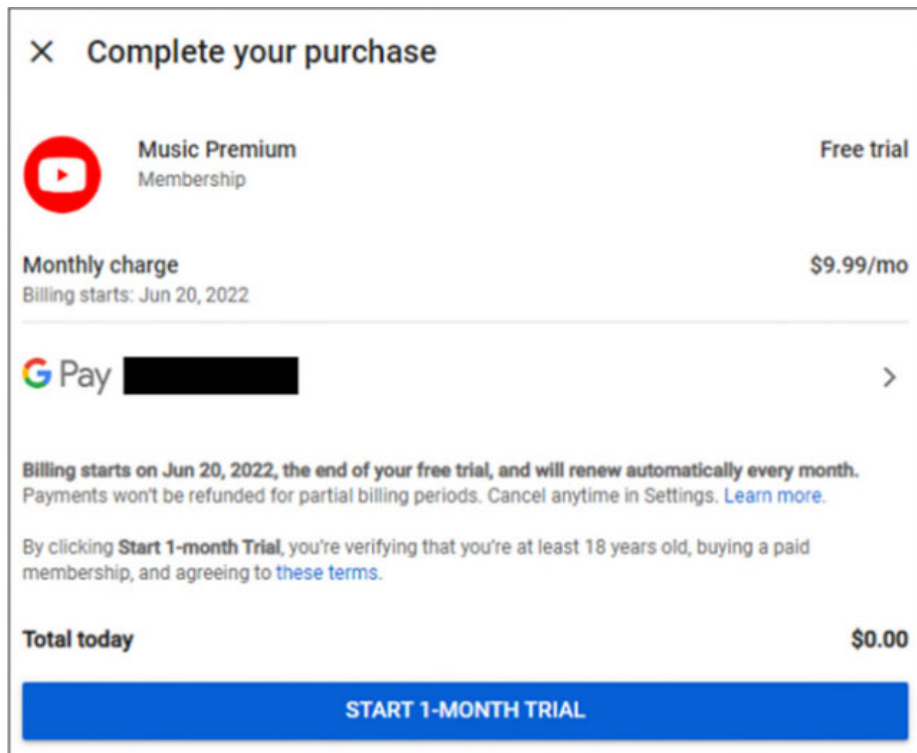 Complete your purchase
Music Premium
Free trial
Membership
Monthly charge
$9.99/mo
Billing starts: Jun 20, 2022
G Pay
Billing starts on Jun 20, 2022, the end of your free trial, and will renew automatically every month.
Payments won't be refunded for partial billing periods. Cancel anytime in Settings. Learn more.
By clicking Start 1-month Trial, you're verifying that you're at least 18 years old, buying a paid
membership, and agreeing to these terms.
Total today
$0.00
START 1-MONTH TRIAL